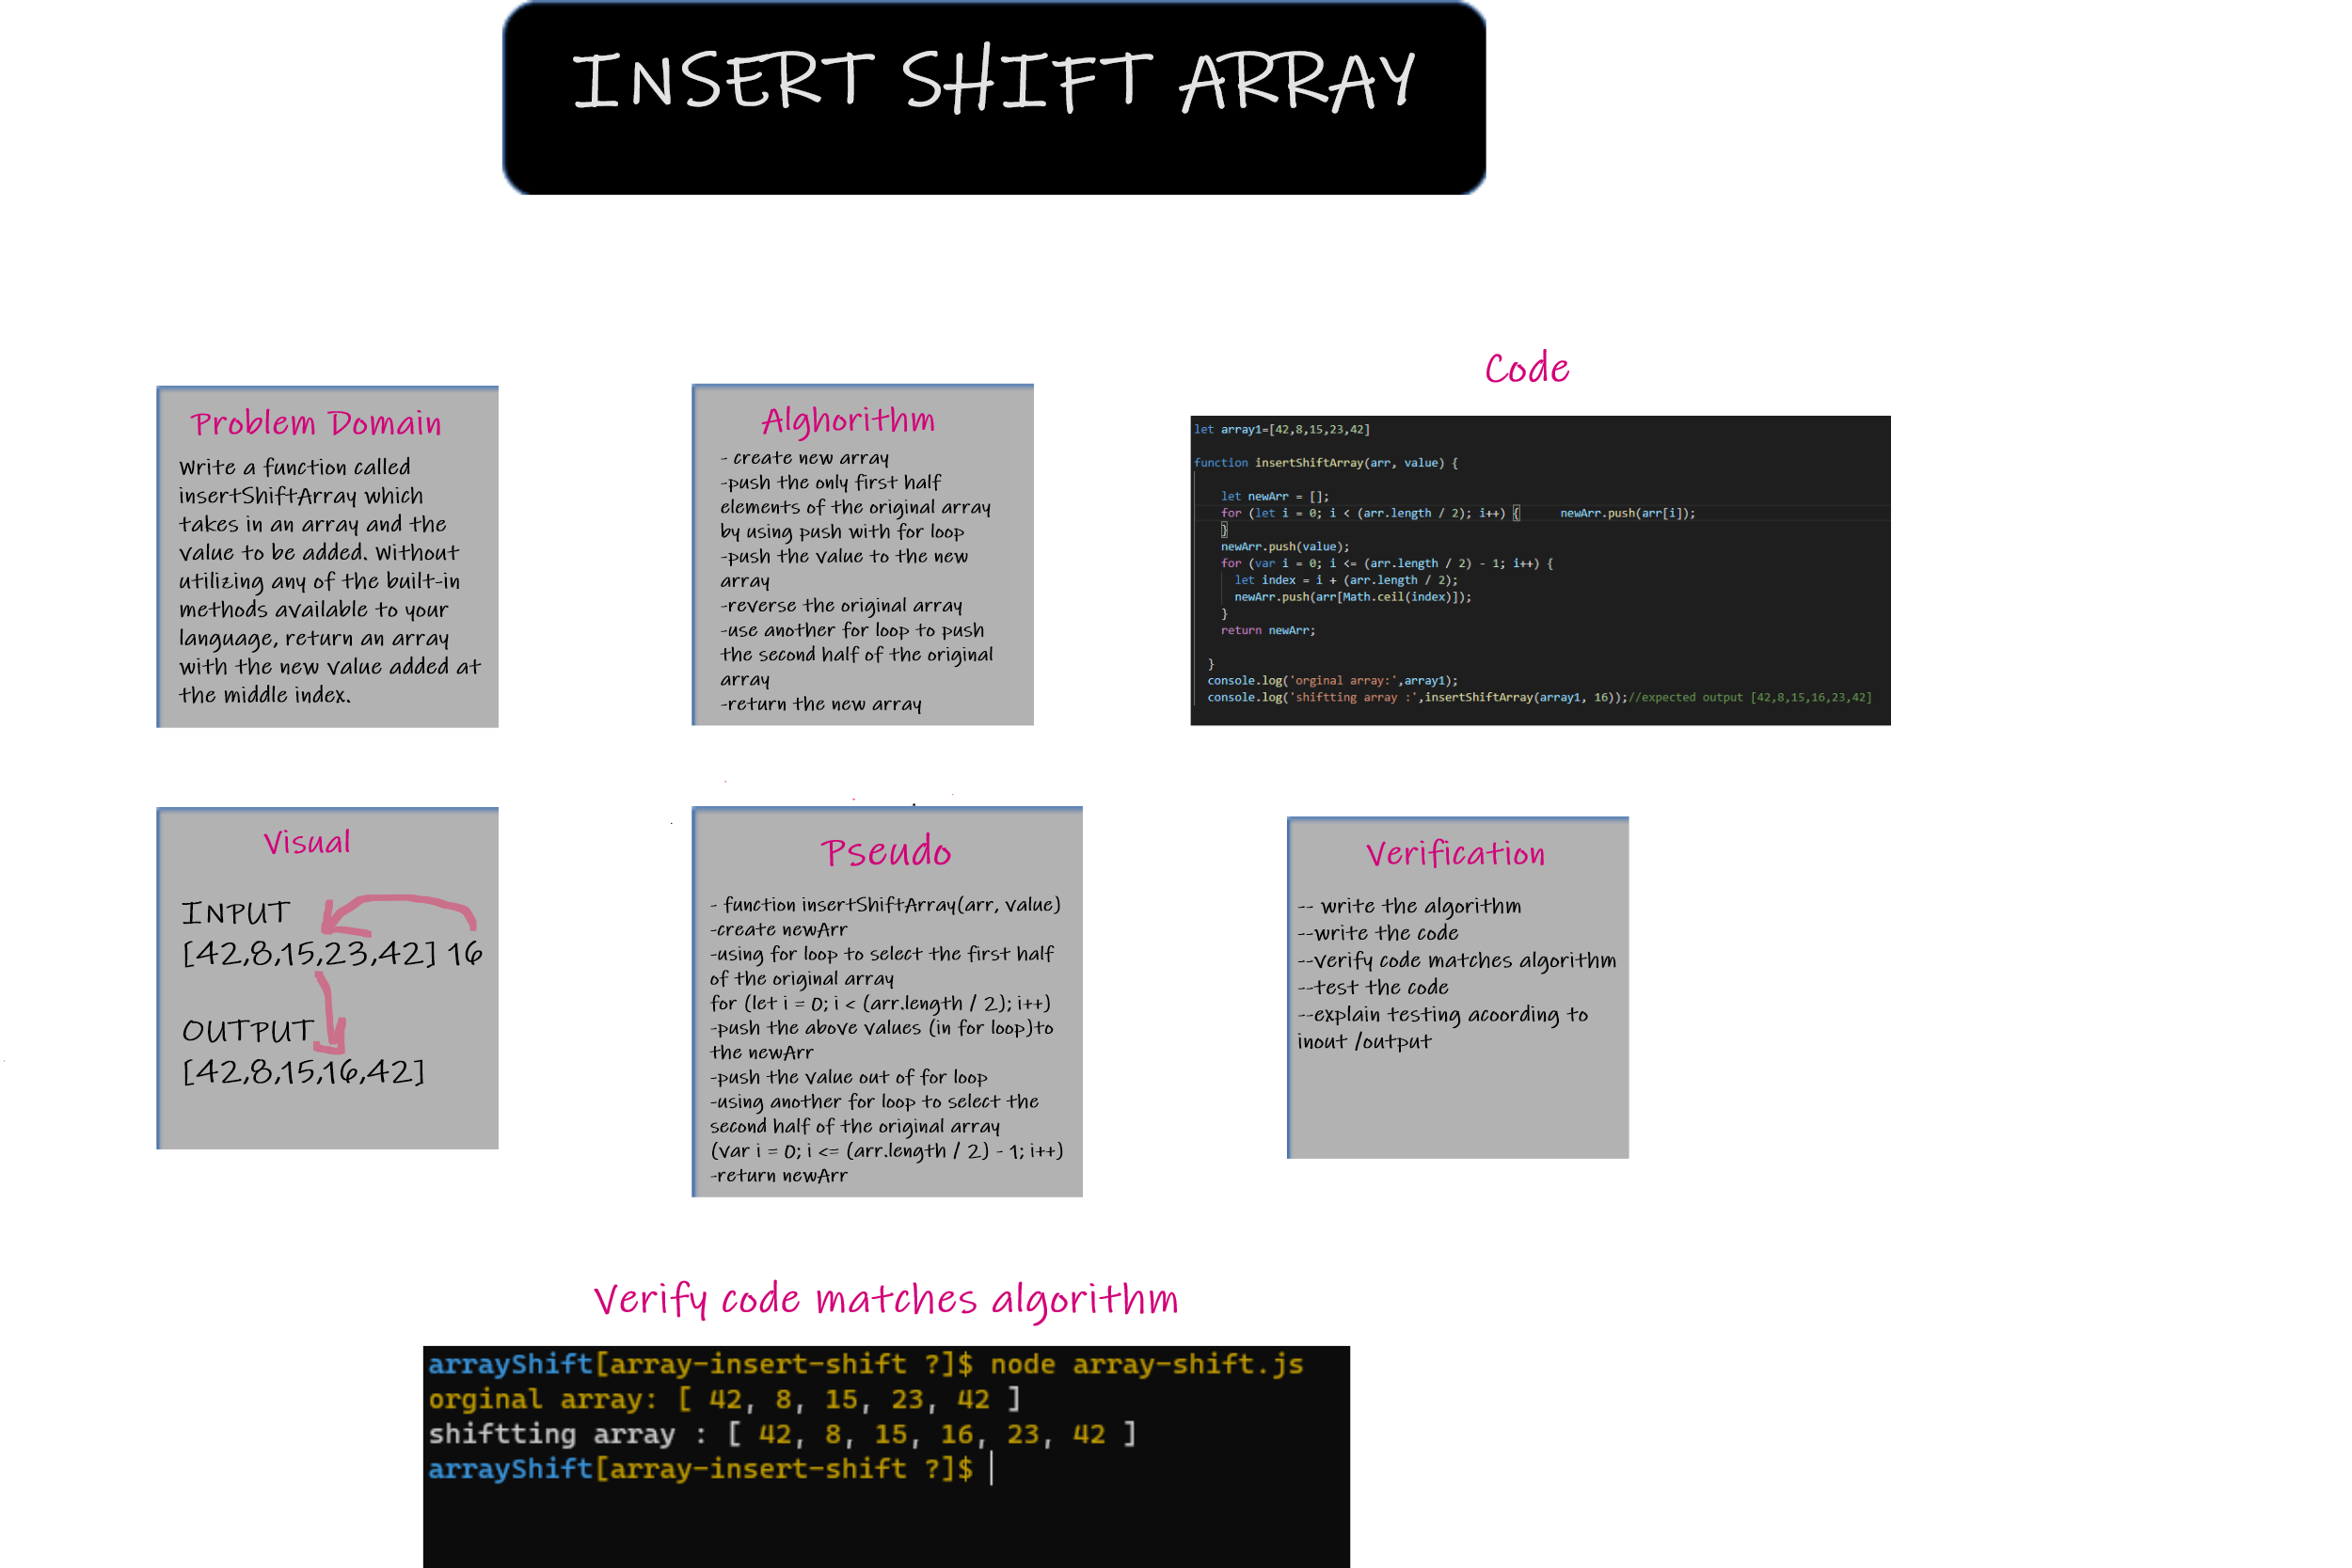 INSERT SHIFT ARRAY
Problem Domain
Write a function called
insertShiftArray which
takes in an array and the
value to be added. Without
utilizing any of the built-in
methods available to your
language, return an array
with the new value added at
the middle index.
Alghorithm
- create new array
-push the only first half
elements of the original array
by using push with for loop
-push the value to the new
array
-reverse the original array
-use another for loop to push
the second half of the original
array
-return the new array
Code
let array1=[42,8,15,23,42]
function insertShiftArray(arr, value) {
let newArr = [];
for (let i = 0; i < (arr.length / 2); i++) {      newArr.push(arr[i]);
}
newArr.push(value);
for (var i = 0; i <= (arr.length / 2) - 1; i++) {
let index = i + (arr.length / 2);
newArr.push(arr[Math.ceil(index)]);
}
return newArr;
}
console.log('orginal array:',array1);
console.log('shiftting array :',insertShiftArray(array1, 16));//expected output [42,8,15,16,23,42]
Visual
INPUT
[42,8,15,23,42] 16
OUTPUT
[42,8,15,16,42]
Pseudo
- function insertShiftArray(arr, value)
-create newArr
-using for loop to select the first half
of the original array
for (let i = 0; i < (arr.length / 2); i++)
-push the above values (in for loop)to
the newArr
-push the value out of for loop
-using another for loop to select the
second half of the original array
(var i = 0; i <= (arr.length / 2) - 1; i++)
-return newArr
Verification
-- write the algorithm
--write the code
--verify code matches algorithm
--test the code
--explain testing acoording to
inout /output
Verify code matches algorithm
arrayShift[array-insert-shift ?]$ node array-shift.js
orginal array: [ 42, 8, 15, 23, 42 ]
shiftting array : [ 42, 8, 15, 16, 23, 42 ]
arrayShift[array-insert-shift ?]$